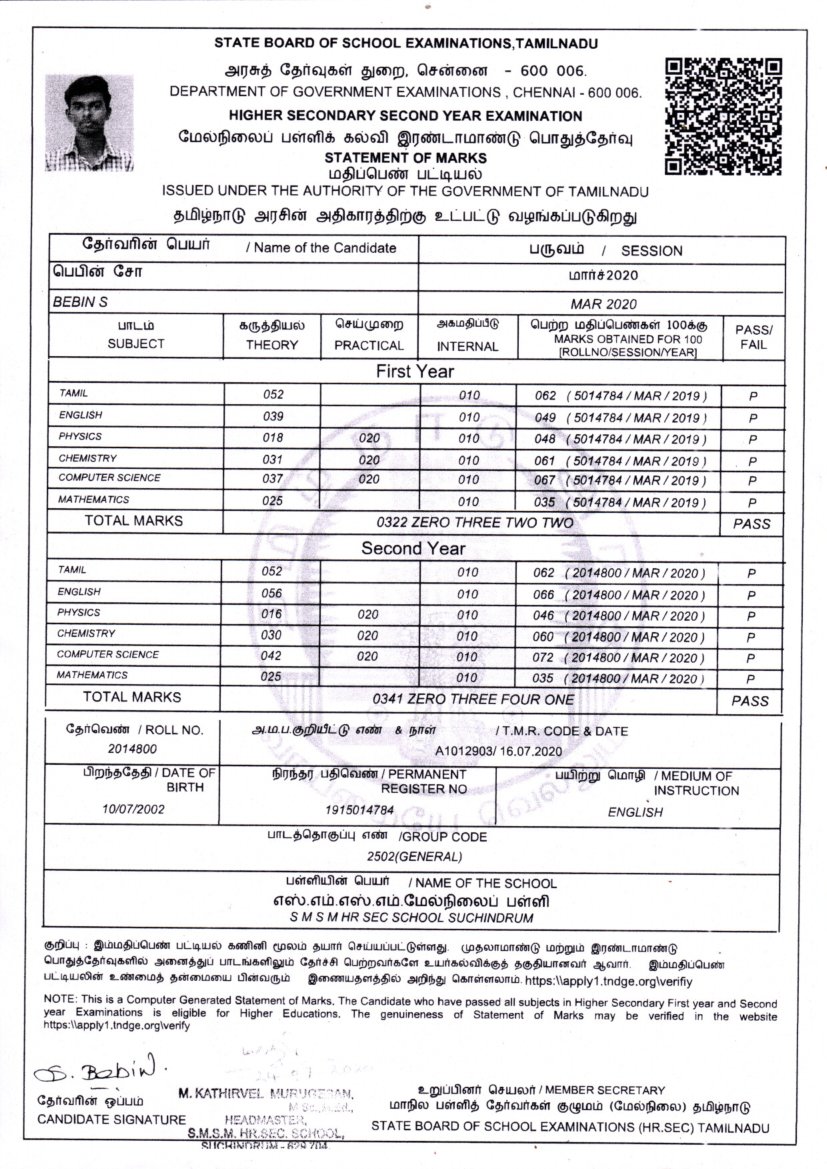 STATE BOARD OF SCHOOL EXAMINATIONS,TAMILNADU
அரசுத் தேர்வுகள் துறை, சென்னை - 600 006.
DEPARTMENT OF GOVERNMENT EXAMINATIONS , CHENNAI - 600 006.
HIGHER SECONDARY SECOND YEAR EXAMINATION
மேல்நிலைப் பள்ளிக் கல்வி இரண்டாமாண்டு பொதுத்தேர்வு
STATEMENT OF MARKS
மதிப்பெண் பட்டியல்
ISSUED UNDER THE AUTHORITY OF THE GOVERNMENT OF TAMILNADU
தமிழ்நாடு அரசின் அதிகாரத்திற்கு உட்பட்டு வழங்கப்படுகிறது
தேர்வரின் பெயர் / Name of the Candidate பருவம் / SESSION
பெபின் சோ மார்ச்2020
BEBIN S MAR 2020
பாடம் கருத்தியல் செய்முறை அகமதிப்பீடு பெற்ற மதிப்பெண்கள் 100க்கு PASS/
SUBJECT THEORY PRACTICAL INTERNAL MARKS OBTAINED FOR 100 FAIL
[ROLLNO/SESSION/YEAR]
First Year
TAMIL 052 010 062 ( 5014784 / MAR / 2019 ) P
ENGLISH 039 010 049 ( 5014784 / MAR / 2019 ) P
PHYSICS 018 020 010 048 ( 5014784 / MAR / 2019 ) P
CHEMISTRY 031 020 010 061 ( 5014784 / MAR / 2019 ) P
COMPUTER SCIENCE 037 020 010 067 ( 5014784 / MAR / 2019 ) P
MATHEMATICS 025 010 035 ( 5014784 / MAR / 2019 ) P
TOTAL MARKS 0322 ZERO THREE TWO TWO PASS
Second Year
TAMIL 052 010 062 ( 2014800 / MAR / 2020 ) P
ENGLISH 056 010 066 ( 2014800 / MAR / 2020 ) P
PHYSICS 016 020 010 046 ( 2014800 / MAR / 2020 ) P
CHEMISTRY 030 020 010 060 ( 2014800 / MAR / 2020 ) P
COMPUTER SCIENCE 042 020 010 072 ( 2014800 / MAR / 2020 ) P
MATHEMATICS 025 010 035 ( 2014800 / MAR / 2020 ) P
TOTAL MARKS 0341 ZERO THREE FOUR ONE PASS
தேர்வெண் / ROLL NO. அ.ம.ப.குறியீட்டு எண் & நாள் / T.M.R. CODE & DATE
2014800 A1012903/ 16.07.2020
பிறந்ததேதி / DATE OF BIRTH நிரந்தர பதிவெண் / PERMANENT REGISTER NO பயிற்று மொழி / MEDIUM OF INSTRUCTION
10/07/2002 1915014784 ENGLISH
பாடத்தொகுப்பு எண் /GROUP CODE
2502(GENERAL)
பள்ளியின் பெயர் / NAME OF THE SCHOOL
எஸ்.எம்.எஸ்.எம்.மேல்நிலைப் பள்ளி
S M S M HR SEC SCHOOL SUCHINDRUM
குறிப்பு : இம்மதிப்பெண் பட்டியல் கணினி மூலம் தயார் செய்யப்பட்டுள்ளது. முதலாமாண்டு மற்றும் இரண்டாமாண்டு
பொதுத்தேர்வுகளில் அனைத்துப் பாடங்களிலும் தேர்ச்சி பெற்றவர்களே உயர்கல்விக்குத் தகுதியானவர் ஆவார். இம்மதிப்பெண்
பட்டியலின் உண்மைத் தன்மையை பின்வரும் இணையதளத்தில் அறிந்து கொள்ளலாம். https:\\apply1.tndge.org\verifiy
NOTE: This is a Computer Generated Statement of Marks. The Candidate who have passed all subjects in Higher Secondary First year and Second
year Examinations is eligible for Higher Educations. The genuineness of Statement of Marks may be verified in the website
https:\\apply1.tndge.org\verify
S. Bebin.
தேர்வரின் ஒப்பம்
CANDIDATE SIGNATURE
M. KATHIRVEL MURUGESAN,
HEADMASTER,
S.M.S.M. HR.SEC. SCHOOL,
SUCHINDRUM - 629 704.
உறுப்பினர் செயலர் / MEMBER SECRETARY
மாநில பள்ளித் தேர்வுகள் குழுமம் (மேல்நிலை) தமிழ்நாடு
STATE BOARD OF SCHOOL EXAMINATIONS (HR.SEC) TAMILNADU